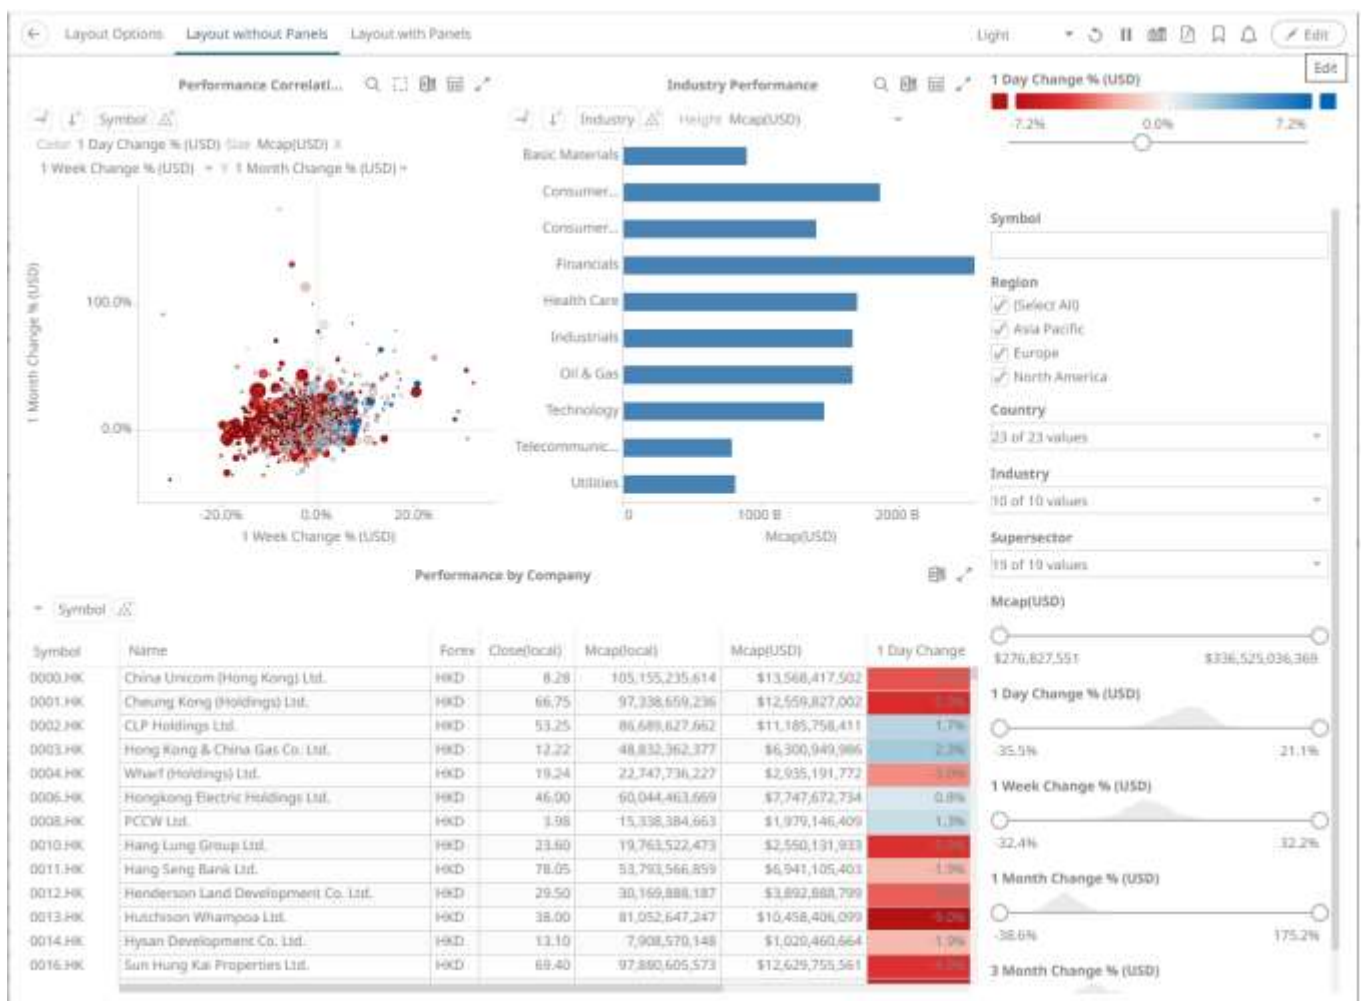 Layout Options Layout without Panels Layout with Panels Light Edit
Edit
Performance Correlati...
Symbol
Color 1 Day Change % (USD) Size Mcap(USD) X
1 Week Change % (USD) Y 1 Month Change % (USD)
1 Month Change % (USD)
100.0%
0.0%
-20.0% 0.0% 20.0%
1 Week Change % (USD)
Industry Performance
Industry Height Mcap(USD)
Basic Materials
Consumer...
Consumer...
Financials
Health Care
Industrials
Oil & Gas
Technology
Telecommunic...
Utilities
0 1000 B 2000 B
Mcap(USD)
1 Day Change % (USD)
-7.2% 0.0% 7.2%
Symbol
Region
(Select All)
Asia Pacific
Europe
North America
Country
23 of 23 values
Industry
10 of 10 values
Supersector
19 of 19 values
Mcap(USD)
$276,827,551 $336,525,036,369
1 Day Change % (USD)
-35.5% 21.1%
1 Week Change % (USD)
-32.4% 32.2%
1 Month Change % (USD)
-38.6% 175.2%
3 Month Change % (USD)
Performance by Company
Symbol
Symbol Name Forex Close(local) Mcap(local) Mcap(USD) 1 Day Change
0000.HK China Unicom (Hong Kong) Ltd. HKD 8.28 105,155,235,614 $13,568,417,502
0001.HK Cheung Kong (Holdings) Ltd. HKD 66.75 97,338,659,236 $12,559,827,002
0002.HK CLP Holdings Ltd. HKD 53.25 86,689,627,662 $11,185,758,411 1.7%
0003.HK Hong Kong & China Gas Co. Ltd. HKD 12.22 48,832,362,377 $6,300,949,986 2.3%
0004.HK Wharf (Holdings) Ltd. HKD 19.24 22,747,736,227 $2,935,191,772
0006.HK Hongkong Electric Holdings Ltd. HKD 46.00 60,044,463,669 $7,747,672,734 0.8%
0008.HK PCCW Ltd. HKD 3.98 15,338,384,663 $1,979,146,409 1.3%
0010.HK Hang Lung Group Ltd. HKD 23.60 19,763,522,473 $2,550,131,933
0011.HK Hang Seng Bank Ltd. HKD 78.05 53,793,566,859 $6,941,105,403 -1.9%
0012.HK Henderson Land Development Co. Ltd. HKD 29.50 30,169,888,187 $3,892,888,799
0013.HK Hutchison Whampoa Ltd. HKD 38.00 81,052,647,247 $10,458,406,099
0014.HK Hysan Development Co. Ltd. HKD 13.10 7,908,570,148 $1,020,460,664 -1.9%
0016.HK Sun Hung Kai Properties Ltd. HKD 69.40 97,880,605,573 $12,629,755,561